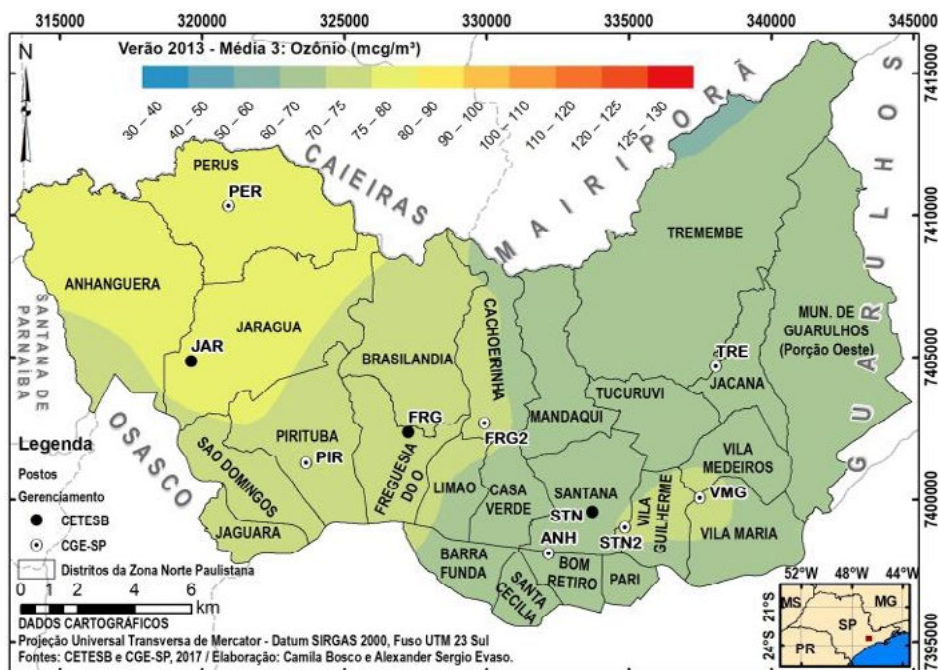 315000 320000 325000 330000 335000 340000 345000
N
Verão 2013 - Média 3: Ozônio (mcg/m³)
30 – 40
40 – 50
50 – 60
60 – 70
70 – 75
75 – 80
80 – 90
90 – 100
100 – 110
110 – 120
120 – 125
125 – 130
7415000
7410000
7405000
7400000
7395000
CAIEIRAS
MAIRIPORÃ
GUARULHOS
SANTANA DE
PARNAÍBA
OSASCO
PERUS
PER
ANHANGUERA
JARAGUA
JAR
TREMEMBE
MUN. DE
GUARULHOS
(Porção Oeste)
BRASILANDIA
CACHOEIRINHA
TRE
JACANA
TUCURUVI
MANDAQUI
FRG
FRG2
PIRITUBA
PIR
FREGUESIA
DO O
SAO DOMINGOS
JAGUARA
LIMAO
CASA
VERDE
SANTANA
STN
STN2
VILA
GUILHERME
VILA
MEDEIROS
VMG
VILA MARIA
ANH
BARRA
FUNDA
SANTA
CECILIA
BOM
RETIRO
PARI
Legenda
Postos
Gerenciamento
CETESB
CGE-SP
Distritos da Zona Norte Paulistana
0 1 2 4 6
km
DADOS CARTOGRÁFICOS
Projeção Universal Transversa de Mercator - Datum SIRGAS 2000, Fuso UTM 23 Sul
Fontes: CETESB e CGE-SP, 2017 / Elaboração: Camila Bosco e Alexander Sergio Evaso.
52°W 48°W 44°W
21°S
24°S
MS
MG
SP
PR